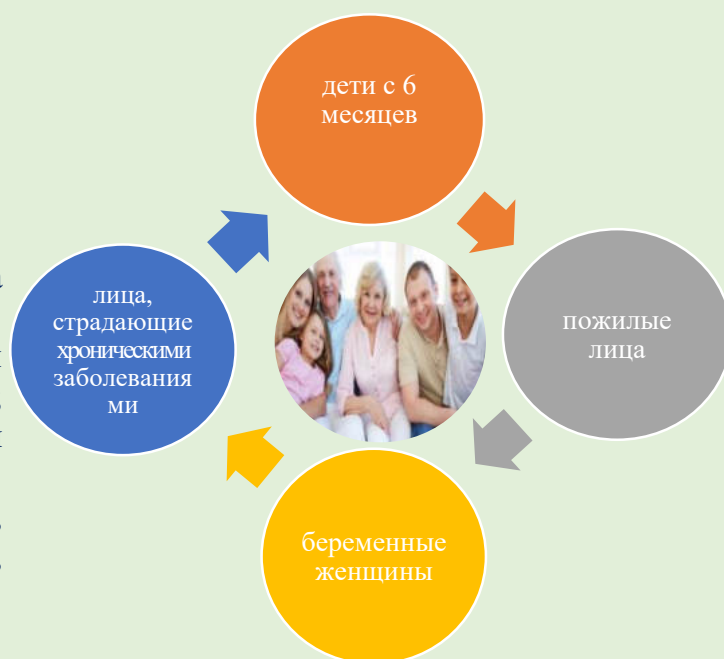 дети с 6
месяцев
лица,
страдающие
хроническими
заболевания
ми
пожилые
лица
беременные
женщины